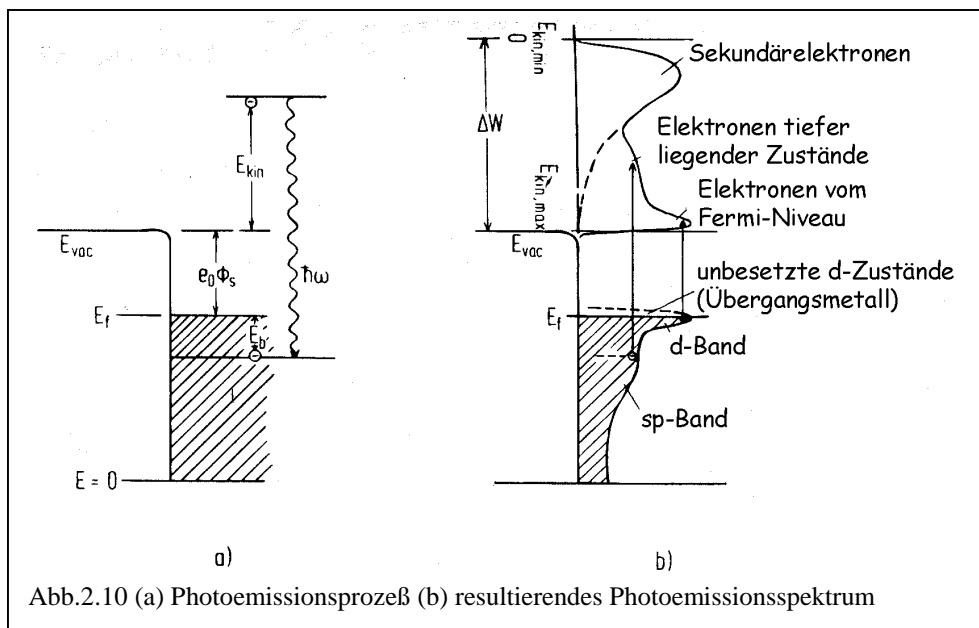 E_kin
E_vac
e₀Φ_s
ħω
E_f
E_b
E = 0
a)
0
E_kin,min
Sekundärelektronen
ΔW
Elektronen tiefer
liegender Zustände
E_kin,max
Elektronen vom
Fermi-Niveau
E_vac
unbesetzte d-Zustände
(Übergangsmetall)
E_f
d-Band
sp-Band
b)
Abb.2.10 (a) Photoemissionsprozeß (b) resultierendes Photoemissionsspektrum